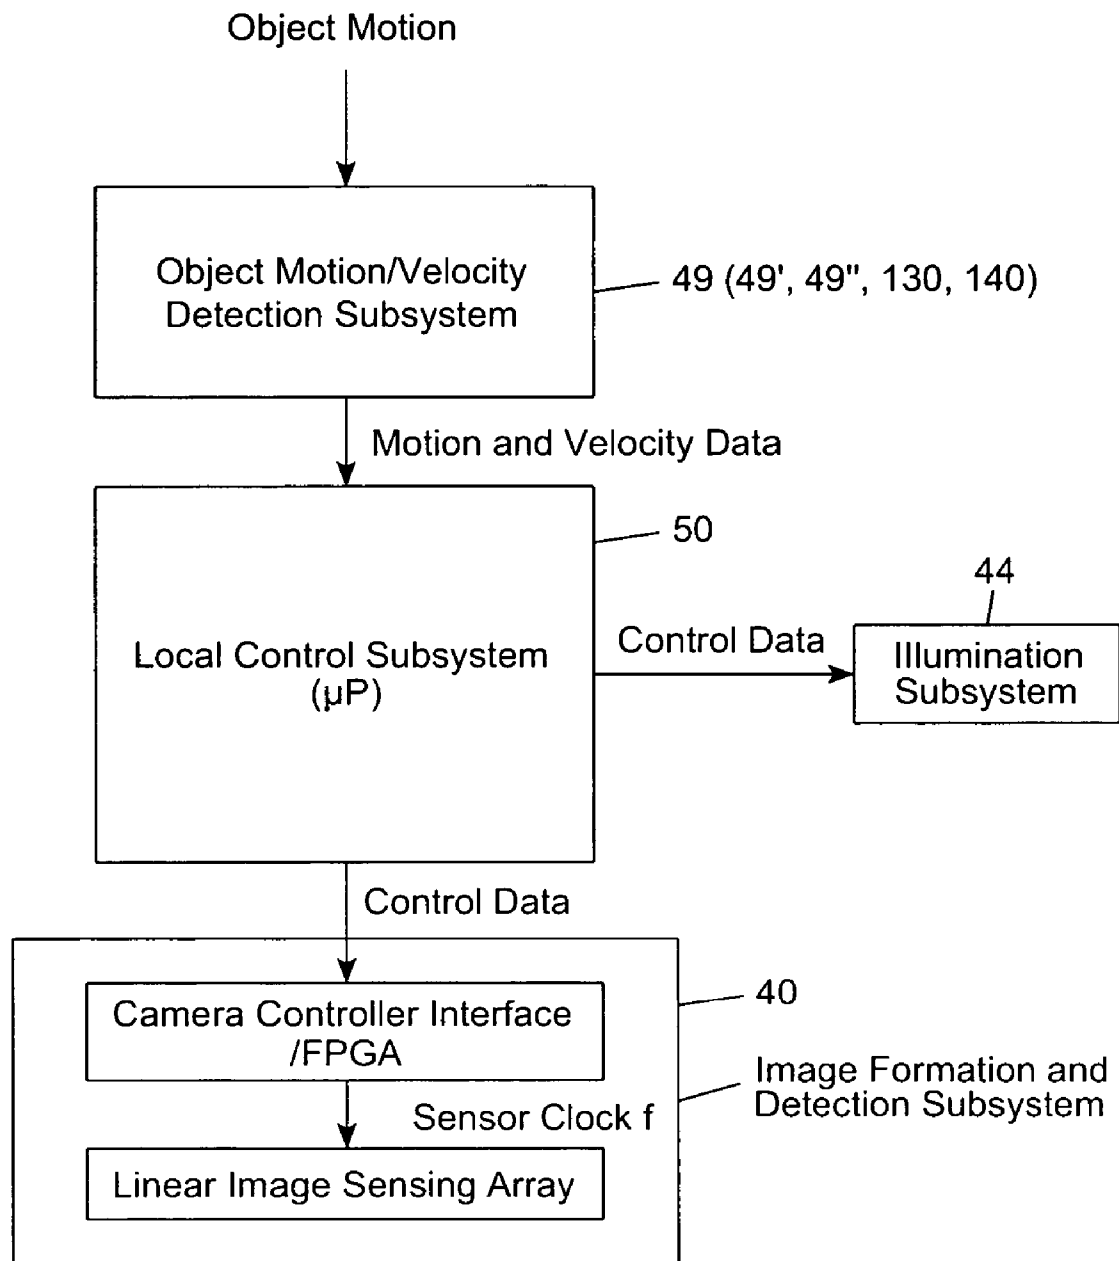 Object Motion
Object Motion/Velocity
Detection Subsystem
49 (49', 49", 130, 140)
Motion and Velocity Data
50
44
Local Control Subsystem
(µP)
Control Data
Illumination
Subsystem
Control Data
Camera Controller Interface
/FPGA
40
Image Formation and
Detection Subsystem
Sensor Clock f
Linear Image Sensing Array